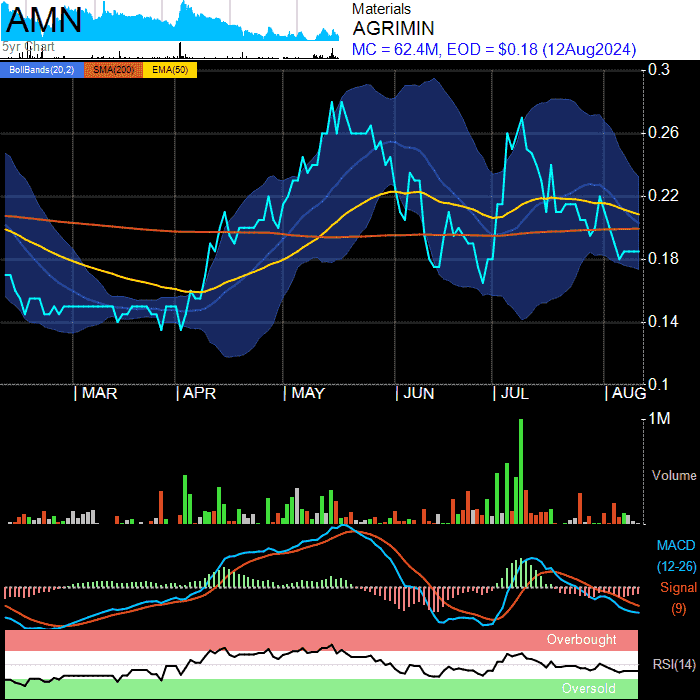 AMN
5yr Chart
Materials
AGRIMIN
MC = 62.4M, EOD = $0.18 (12Aug2024)
BollBands(20,2) SMA(200) EMA(50)
0.3
0.26
0.22
0.18
0.14
0.1
MAR APR MAY JUN JUL AUG
1M
Volume
MACD
(12-26)
Signal
(9)
Overbought
RSI(14)
Oversold